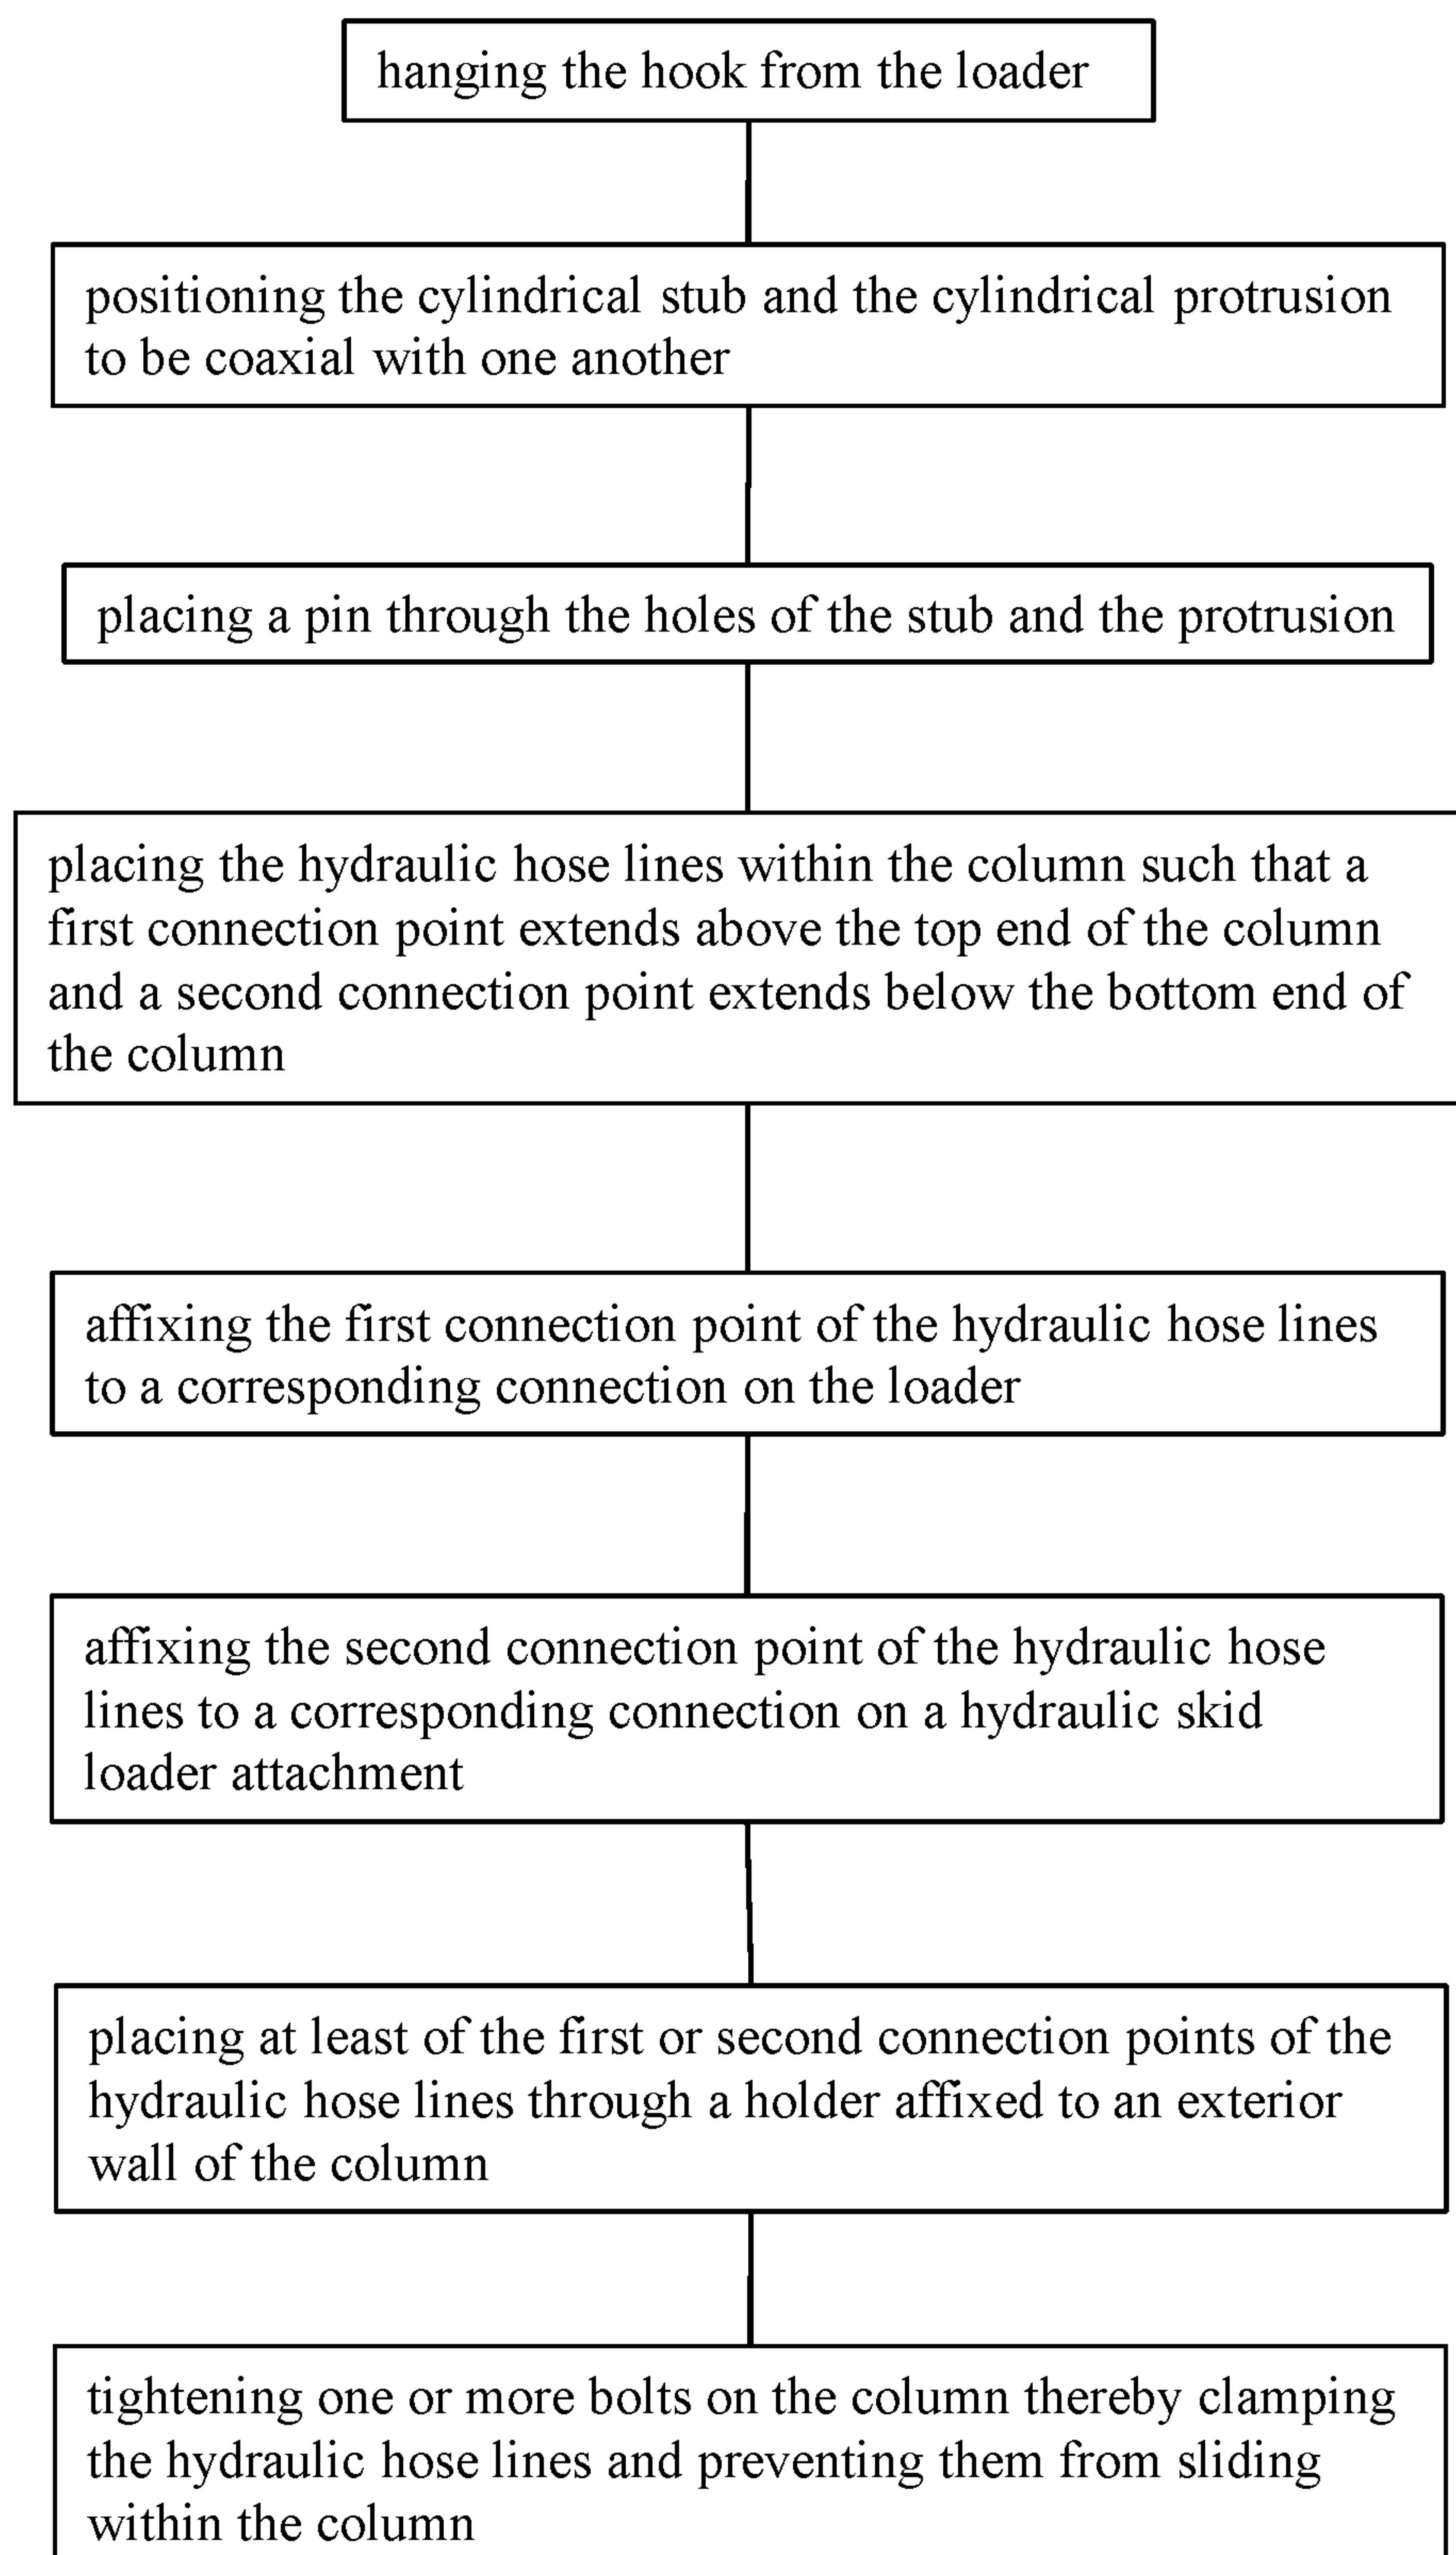 hanging the hook from the loader
positioning the cylindrical stub and the cylindrical protrusion
to be coaxial with one another
placing a pin through the holes of the stub and the protrusion
placing the hydraulic hose lines within the column such that a
first connection point extends above the top end of the column
and a second connection point extends below the bottom end of
the column
affixing the first connection point of the hydraulic hose lines
to a corresponding connection on the loader
affixing the second connection point of the hydraulic hose
lines to a corresponding connection on a hydraulic skid
loader attachment
placing at least of the first or second connection points of the
hydraulic hose lines through a holder affixed to an exterior
wall of the column
tightening one or more bolts on the column thereby clamping
the hydraulic hose lines and preventing them from sliding
within the column